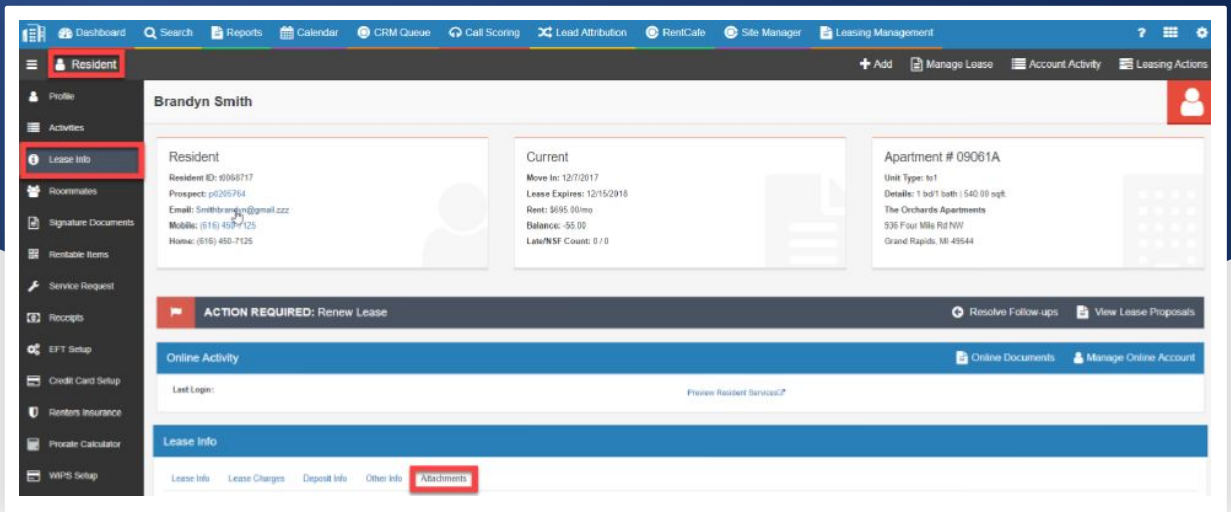 Dashboard Search Reports Calendar CRM Queue Call Scoring Lead Attribution RentCafe Site Manager Leasing Management ?
Resident + Add Manage Lease Account Activity Leasing Actions
Profile
Activities
Lease Info
Roommates
Signature Documents
Rentable Items
Service Request
Receipts
EFT Setup
Credit Card Setup
Renters Insurance
Prorate Calculator
WIPS Setup
Brandyn Smith
Resident
Resident ID: t0068717
Prospect: p0205764
Email: Smithbrandyn@gmail.zzz
Mobile: (616) 450-7125
Home: (616) 450-7125
Current
Move In: 12/7/2017
Lease Expires: 12/15/2018
Rent: $695.00/mo
Balance: -55.00
Late/NSF Count: 0 / 0
Apartment # 09061A
Unit Type: to1
Details: 1 bd/1 bath | 540.00 sqft.
The Orchards Apartments
936 Four Mile Rd NW
Grand Rapids, MI 49544
ACTION REQUIRED: Renew Lease Resolve Follow-ups View Lease Proposals
Online Activity Online Documents Manage Online Account
Last Login: Preview Resident Services
Lease Info
Lease Info Lease Charges Deposit Info Other Info Attachments